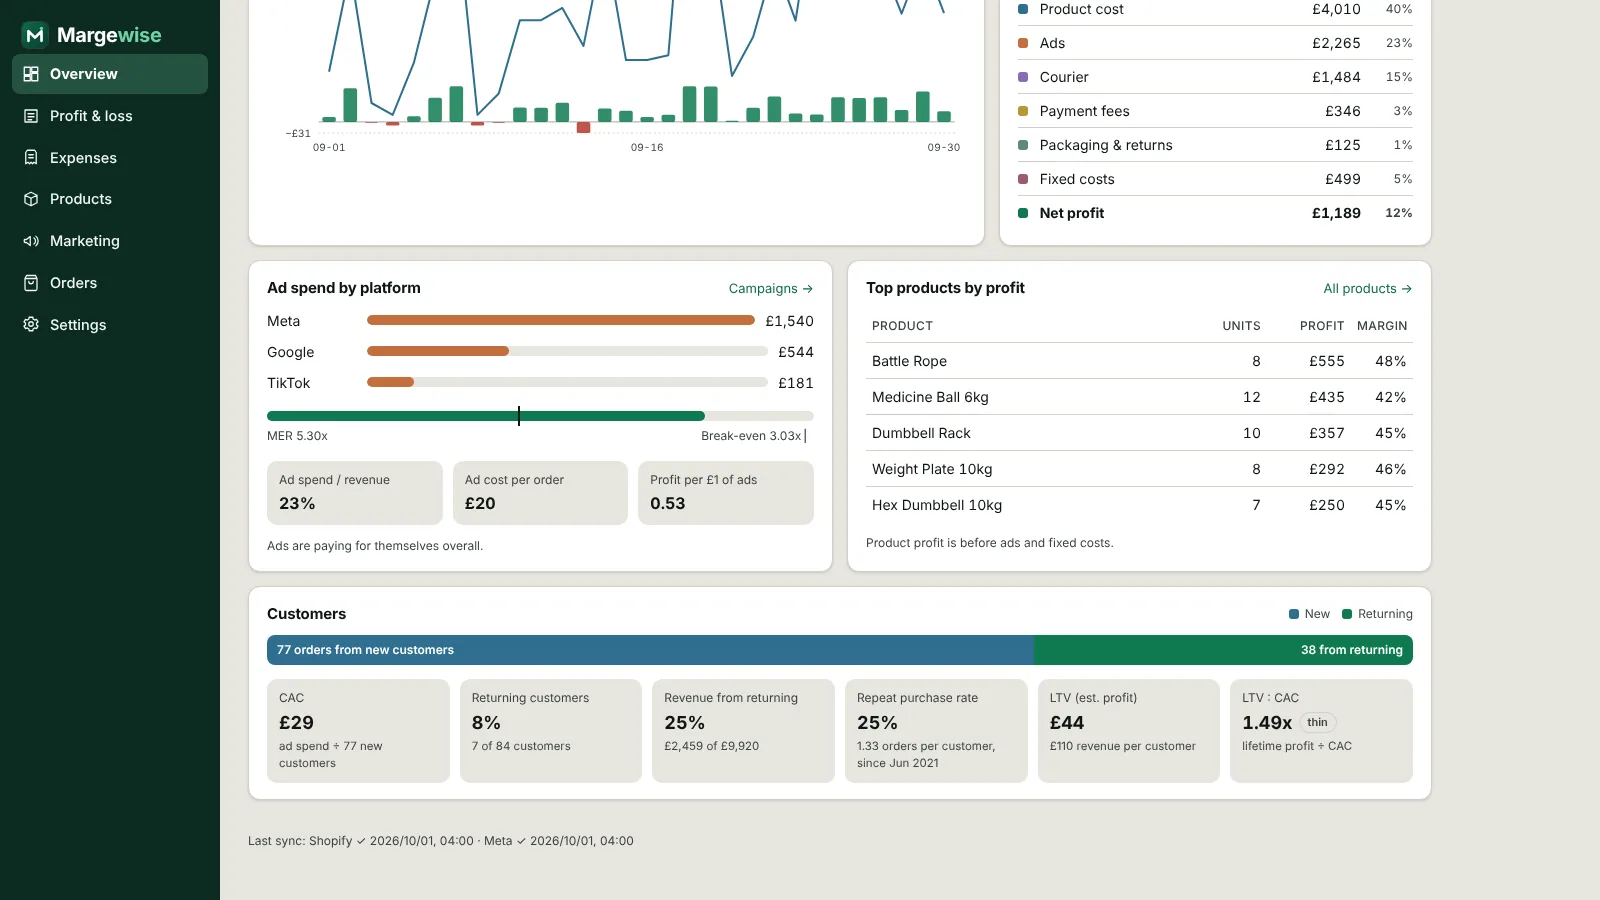 Margewise
Overview
Profit & loss
Expenses
Products
Marketing
Orders
Settings
−£31
09-01 09-16 09-30
Product cost £4,010 40%
Ads £2,265 23%
Courier £1,484 15%
Payment fees £346 3%
Packaging & returns £125 1%
Fixed costs £499 5%
Net profit £1,189 12%
Ad spend by platform Campaigns →
Meta £1,540
Google £544
TikTok £181
MER 5.30x Break-even 3.03x
Ad spend / revenue
23%
Ad cost per order
£20
Profit per £1 of ads
0.53
Ads are paying for themselves overall.
Top products by profit All products →
PRODUCT UNITS PROFIT MARGIN
Battle Rope 8 £555 48%
Medicine Ball 6kg 12 £435 42%
Dumbbell Rack 10 £357 45%
Weight Plate 10kg 8 £292 46%
Hex Dumbbell 10kg 7 £250 45%
Product profit is before ads and fixed costs.
Customers New Returning
77 orders from new customers 38 from returning
CAC
£29
ad spend ÷ 77 new
customers
Returning customers
8%
7 of 84 customers
Revenue from returning
25%
£2,459 of £9,920
Repeat purchase rate
25%
1.33 orders per customer,
since Jun 2021
LTV (est. profit)
£44
£110 revenue per customer
LTV : CAC
1.49x thin
lifetime profit ÷ CAC
Last sync: Shopify ✓ 2026/10/01, 04:00 · Meta ✓ 2026/10/01, 04:00